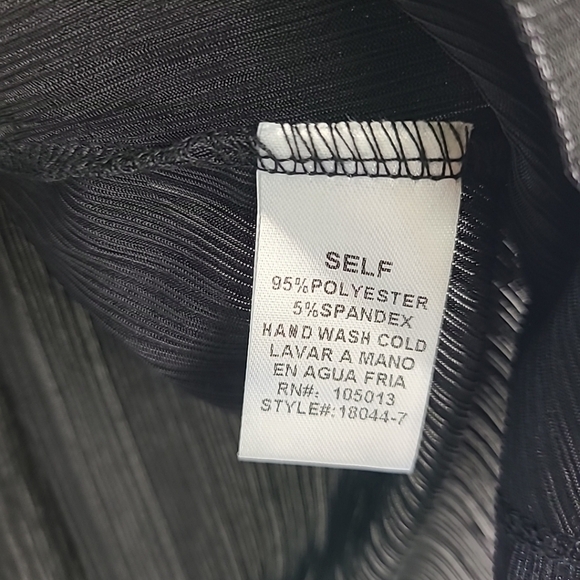 SELF
95%POLYESTER
5%SPANDEX
HAND WASH COLD
LAVAR A MANO
EN AGUA FRIA
RN#: 105013
STYLE#:18044-7